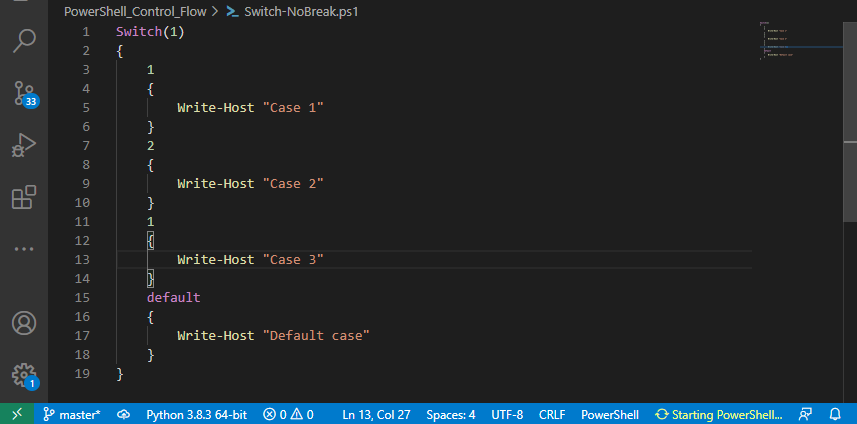 PowerShell_Control_Flow > Switch-NoBreak.ps1
1 Switch(1)
2 {
3     1
4     {
5         Write-Host "Case 1"
6     }
7     2
8     {
9         Write-Host "Case 2"
10     }
11     1
12     {
13         Write-Host "Case 3"
14     }
15     default
16     {
17         Write-Host "Default case"
18     }
19 }
33
1
master* Python 3.8.3 64-bit 0 0 Ln 13, Col 27 Spaces: 4 UTF-8 CRLF PowerShell Starting PowerShell...